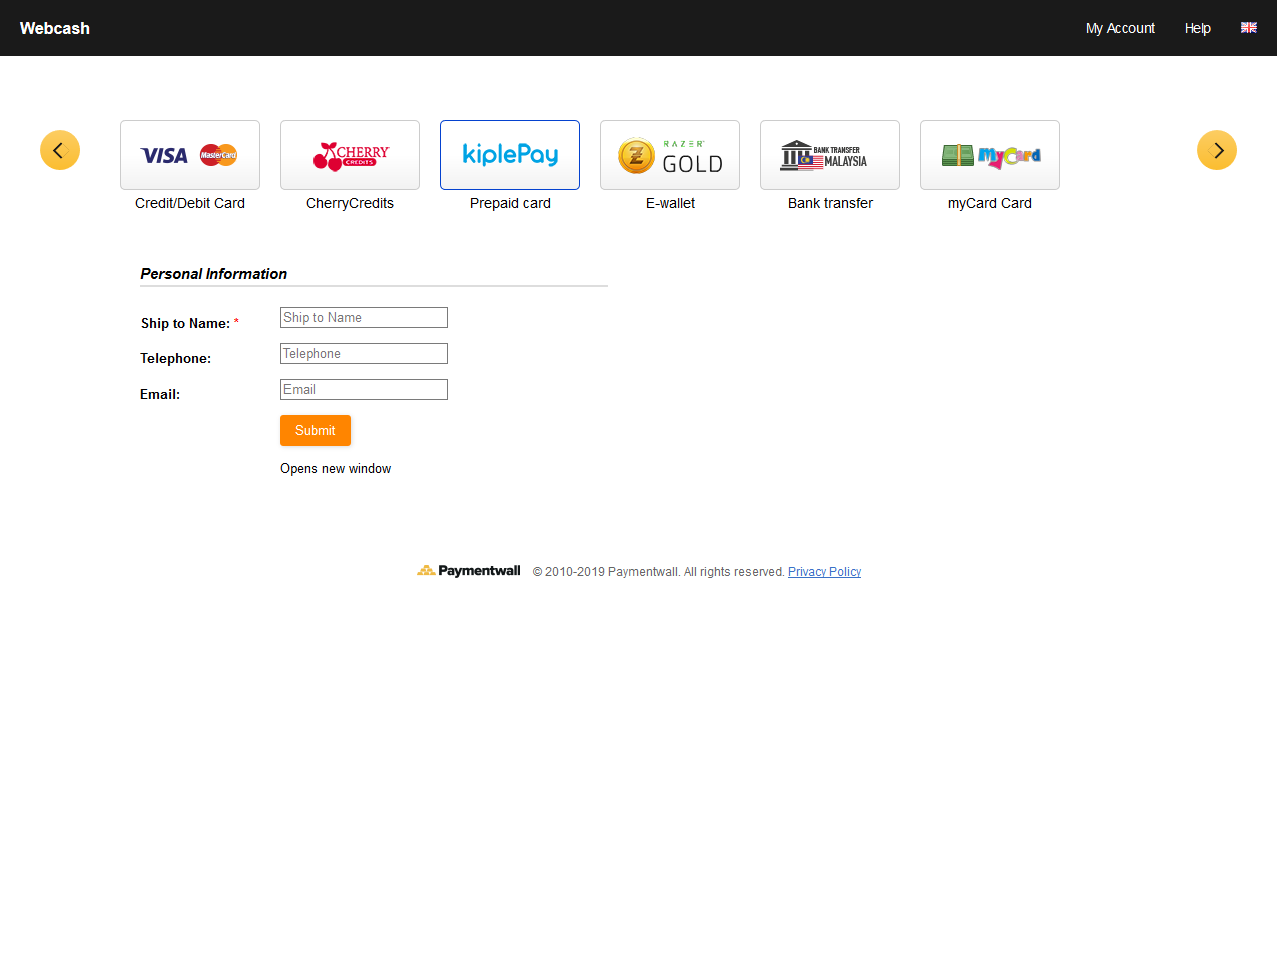 Webcash
My Account
Help
VISA
MasterCard
CHERRY
CREDITS
kiplePay
RAZER
GOLD
BANK TRANSFER
MALAYSIA
MyCard
Credit/Debit Card
CherryCredits
Prepaid card
E-wallet
Bank transfer
myCard Card
Personal Information
Ship to Name: *
Ship to Name
Telephone:
Telephone
Email:
Email
Submit
Opens new window
Paymentwall © 2010-2019 Paymentwall. All rights reserved. Privacy Policy